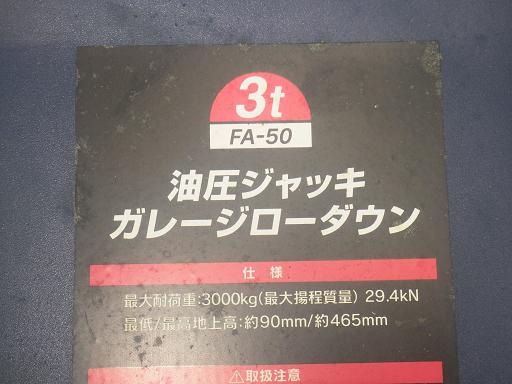 3t
FA-50
油圧ジャッキ
ガレージローダウン
仕様
最大耐荷重:3000kg(最大揚程質量) 29.4kN
最低/最高地上高:約90mm/約465mm
⚠取扱注意